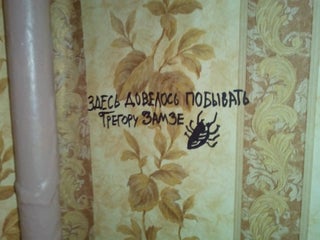 ЗДЕСЬ ДОВЕЛОСЬ ПОБЫВАТЬ
ГРЕГОРУ ЗАМЗЕ